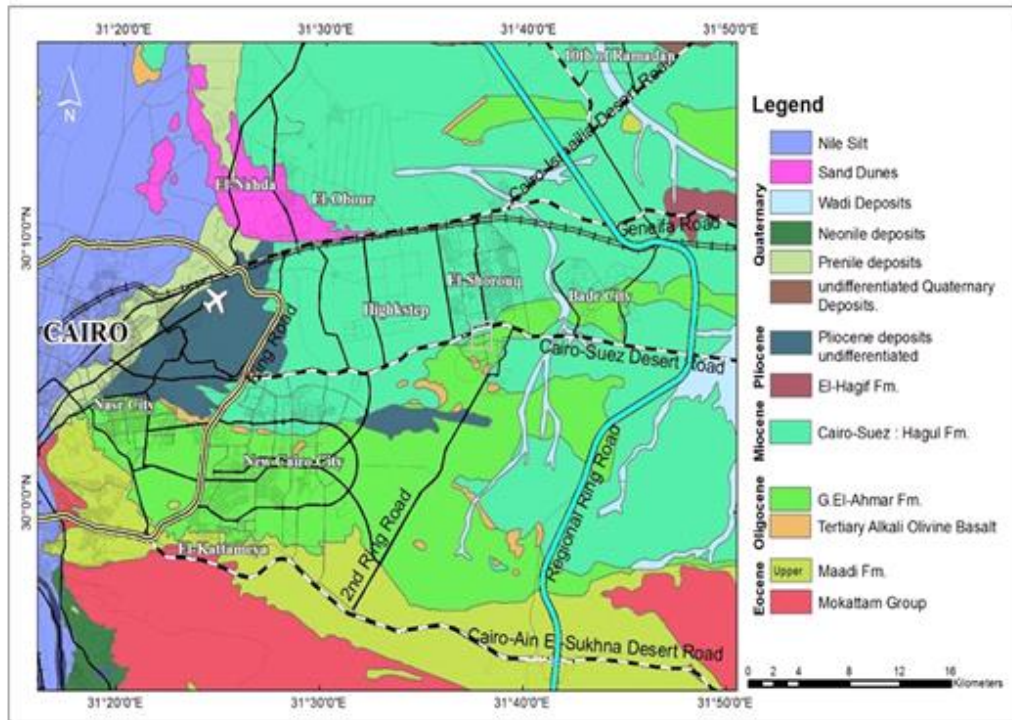 31°20'0"E
31°30'0"E
31°40'0"E
31°50'0"E
30°10'0"N
30°0'0"N
N
10th of Ramadan
Cairo-Ismailia Desert Road
El-Nahda
El-Obour
Geneifa Road
El-Shorouq
Bade City
Highkstep
CAIRO
Ring Road
Cairo-Suez Desert Road
Nasr City
New Cairo City
2nd Ring Road
Regional Ring Road
El-Kattameya
Cairo-Ain El-Sukhna Desert Road
31°20'0"E
31°30'0"E
31°40'0"E
31°50'0"E
Legend
Quaternary
Nile Silt
Sand Dunes
Wadi Deposits
Neonile deposits
Prenile deposits
undifferentiated Quaternary
Deposits.
Pliocene
Pliocene deposits
undifferentiated
El-Hagif Fm.
Miocene
Cairo-Suez : Hagul Fm.
Oligocene
G.El-Ahmar Fm.
Tertiary Alkali Olivine Basalt
Eocene
Upper
Maadi Fm.
Mokattam Group
0 2 4 8 12 16
Kilometers